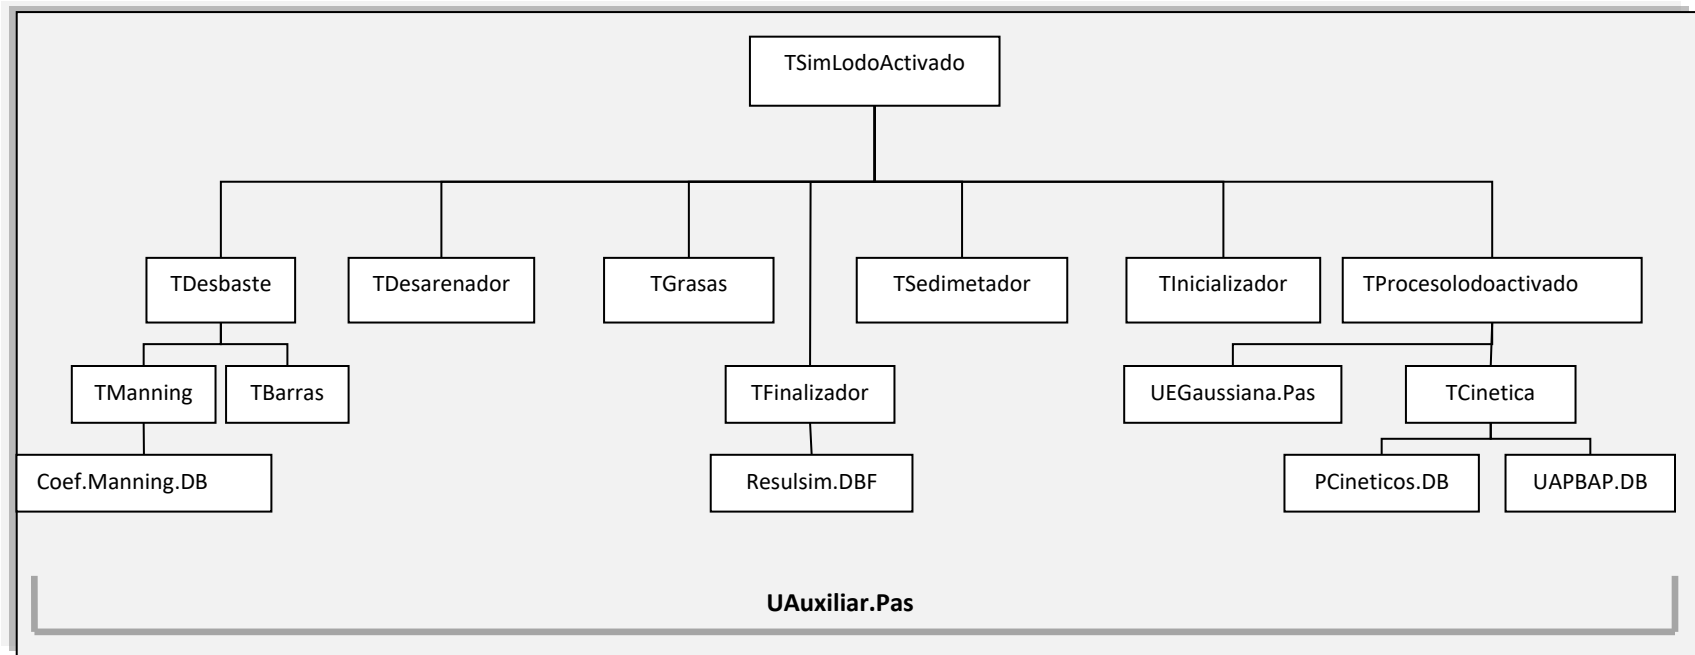 TSimLodoActivado
TDesbaste
TDesarenador
TGrasas
TSedimetador
TInicializador
TProcesolodoactivado
TManning
TBarras
TFinalizador
UEGaussiana.Pas
TCinetica
Coef.Manning.DB
Resulsim.DBF
PCineticos.DB
UAPBAP.DB
UAuxiliar.Pas